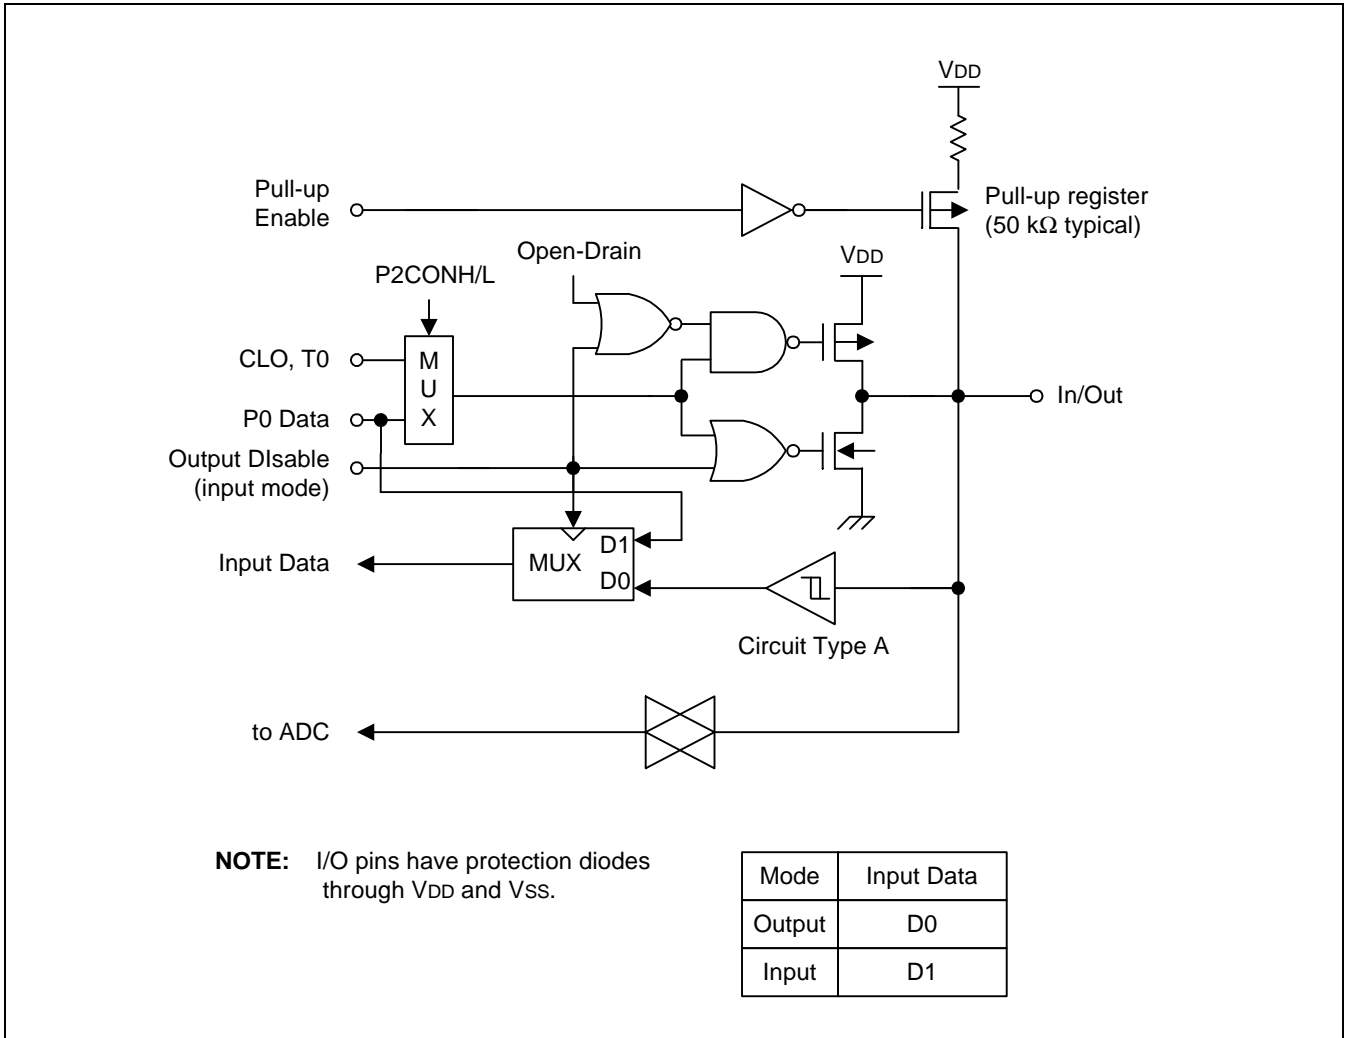 VDD
Pull-up
Enable
Pull-up register
(50 kΩ typical)
Open-Drain
VDD
P2CONH/L
CLO, T0
M
U
X
In/Out
P0 Data
Output DIsable
(input mode)
D1
Input Data
MUX
D0
Circuit Type A
to ADC
NOTE: I/O pins have protection diodes
through VDD and VSS.
Mode Input Data
Output D0
Input D1